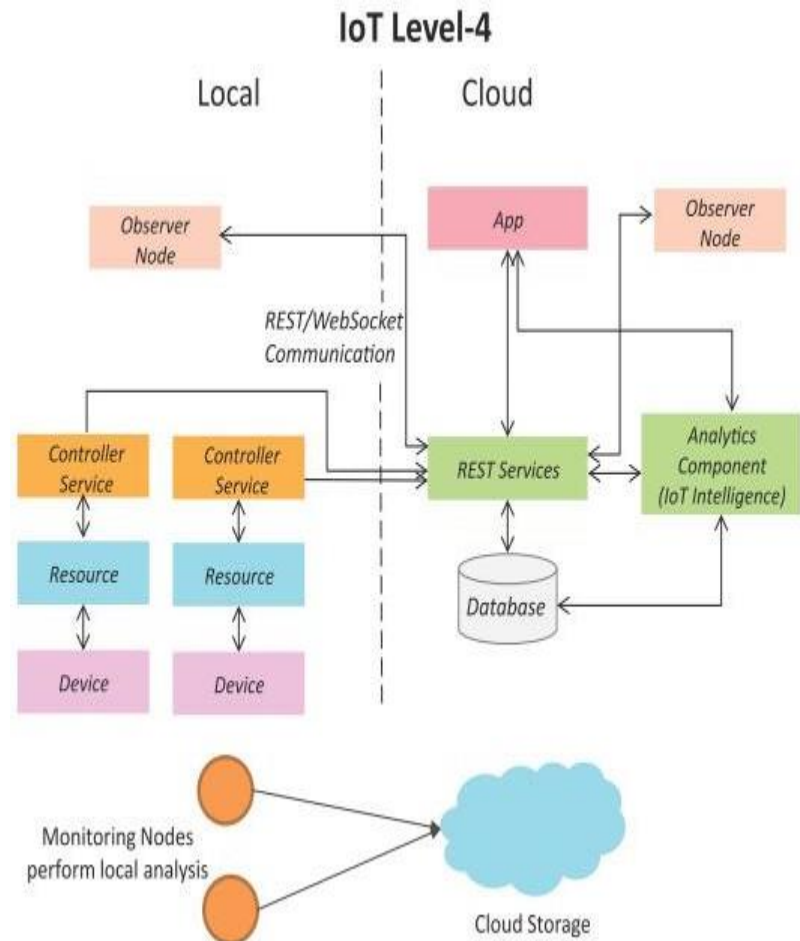 IoT Level-4
Local
Cloud
Observer
Node
App
Observer
Node
REST/WebSocket
Communication
Controller
Service
Controller
Service
REST Services
Analytics
Component
(IoT Intelligence)
Resource
Resource
Database
Device
Device
Monitoring Nodes
perform local analysis
Cloud Storage